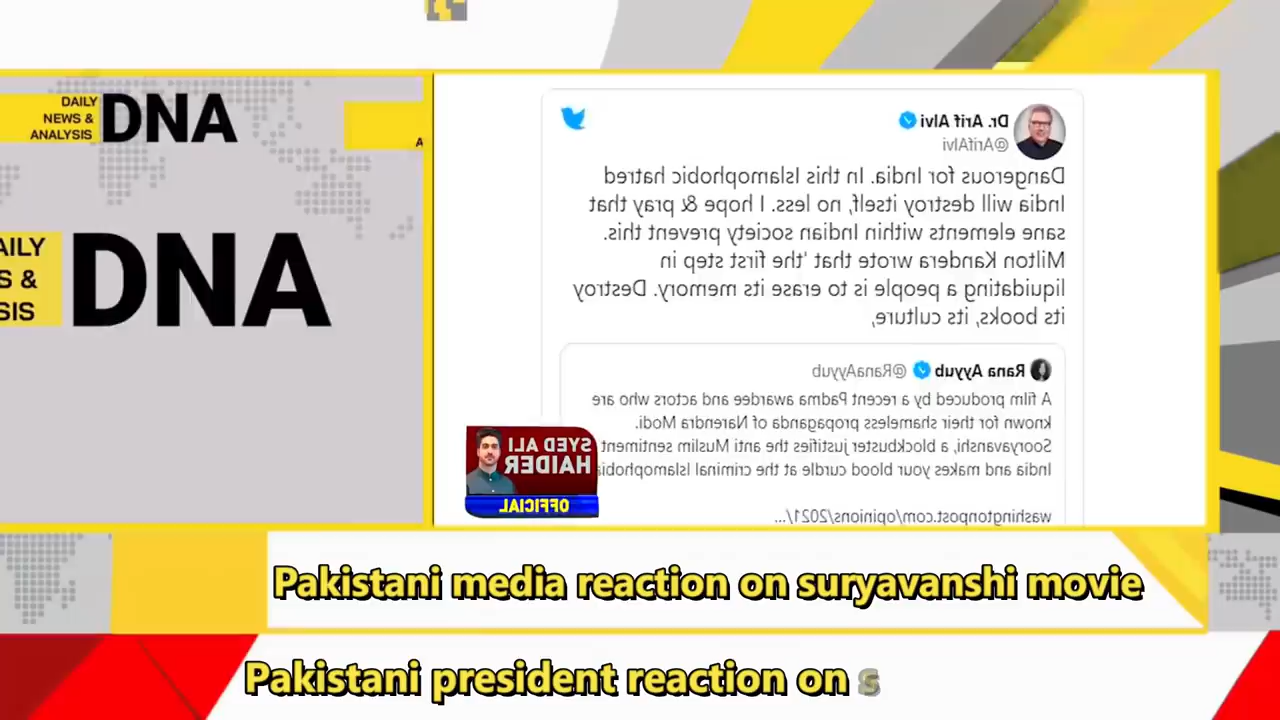 DAILY
NEWS &
ANALYSIS
DNA
A
AILY
S &
SIS
DNA
Dr. Arif Alvi
@ArifAlvi
Dangerous for India. In this Islamophobic hatred
India will destroy itself, no less. I hope & pray that
sane elements within Indian society prevent this.
Milton Kandera wrote that 'the first step in
liquidating a people is to erase its memory. Destroy
its books, its culture,
Rana Ayyub @RanaAyyub
A film produced by a recent Padma awardee and actors who are
known for their shameless propaganda of Narendra Modi.
Sooryavanshi, a blockbuster justifies the anti Muslim sentiment
India and makes your blood curdle at the criminal Islamophobia
washingtonpost.com/opinions/2021/...
SYED ALI
HAIDER
OFFICIAL
Pakistani media reaction on suryavanshi movie
Pakistani president reaction on s